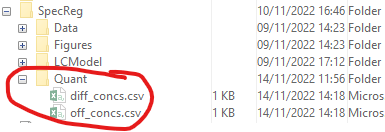 SpecReg 10/11/2022 16:46 Folder
Data 09/11/2022 14:23 Folder
Figures 09/11/2022 14:23 Folder
LCModel 09/11/2022 17:12 Folder
Quant 14/11/2022 11:56 Folder
diff_concs.csv 1 KB 14/11/2022 14:18 Micros
off_concs.csv 1 KB 14/11/2022 14:18 Micros